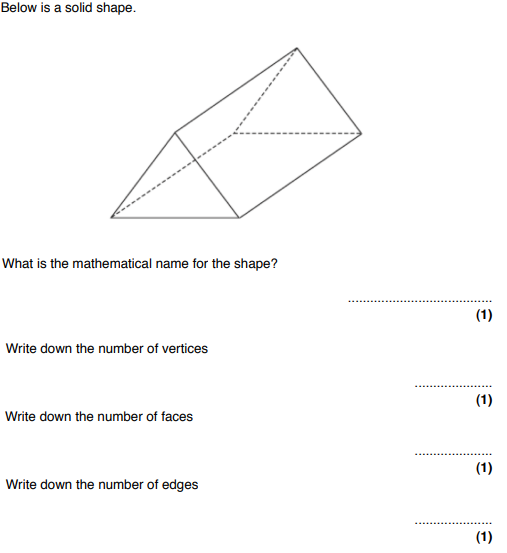 Below is a solid shape.
What is the mathematical name for the shape?
.......................................
(1)
Write down the number of vertices
.....................
(1)
Write down the number of faces
.....................
(1)
Write down the number of edges
.....................
(1)